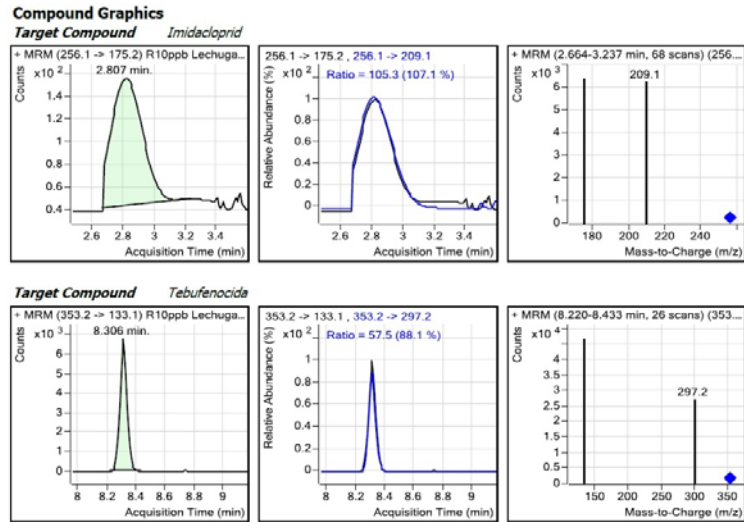 Compound Graphics
Target Compound Imidacloprid
+ MRM (256.1 -> 175.2) R10ppb Lechuga...
Counts
x10 ²
2.807 min.
1.4
1.2
1
0.8
0.6
0.4
2.6 2.8 3 3.2 3.4
Acquisition Time (min)
256.1 -> 175.2 , 256.1 -> 209.1
Relative Abundance (%)
x10 ²
Ratio = 105.3 (107.1 %)
1
0.8
0.6
0.4
0.2
0
2.6 2.8 3 3.2 3.4
Acquisition Time (min)
+ MRM (2.664-3.237 min, 68 scans) (256....
Counts
x10 ³
209.1
6
5
4
3
2
1
0
180 200 220 240
Mass-to-Charge (m/z)
Target Compound Tebufenocida
+ MRM (353.2 -> 133.1) R10ppb Lechuga...
Counts
x10 ³
8.306 min.
6
5
4
3
2
1
0
8 8.2 8.4 8.6 8.8 9
Acquisition Time (min)
353.2 -> 133.1 , 353.2 -> 297.2
Relative Abundance (%)
x10 ²
Ratio = 57.5 (88.1 %)
1
0.8
0.6
0.4
0.2
0
8 8.2 8.4 8.6 8.8 9
Acquisition Time (min)
+ MRM (8.220-8.433 min, 26 scans) (353....
Counts
x10 ⁴
297.2
4
3.5
3
2.5
2
1.5
1
0.5
0
150 200 250 300 350
Mass-to-Charge (m/z)